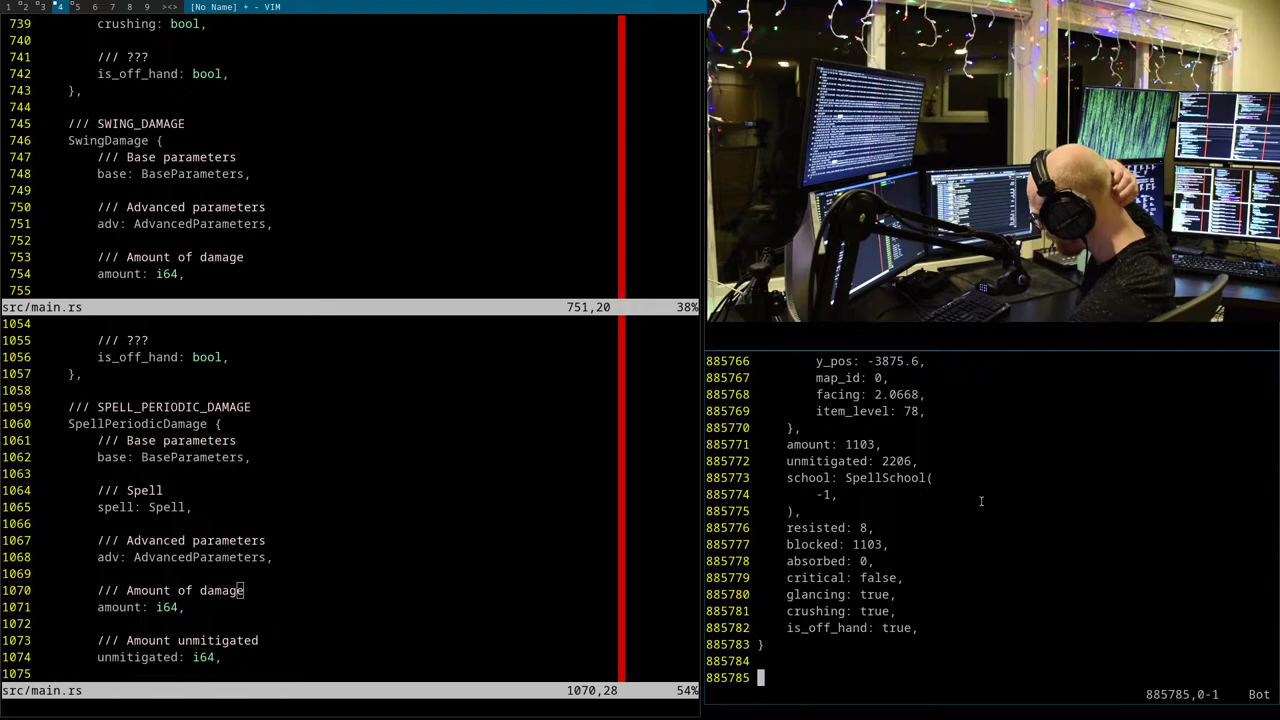 1 2 3 4 5 6 7 8 9 ><> [No Name] + - VIM
739 crushing: bool,
740
741 /// ???
742 is_off_hand: bool,
743 },
744
745 /// SWING_DAMAGE
746 SwingDamage {
747 /// Base parameters
748 base: BaseParameters,
749
750 /// Advanced parameters
751 adv: AdvancedParameters,
752
753 /// Amount of damage
754 amount: i64,
755
src/main.rs 751,20 38%
1054
1055 /// ???
1056 is_off_hand: bool,
1057 },
1058
1059 /// SPELL_PERIODIC_DAMAGE
1060 SpellPeriodicDamage {
1061 /// Base parameters
1062 base: BaseParameters,
1063
1064 /// Spell
1065 spell: Spell,
1066
1067 /// Advanced parameters
1068 adv: AdvancedParameters,
1069
1070 /// Amount of damage
1071 amount: i64,
1072
1073 /// Amount unmitigated
1074 unmitigated: i64,
1075
src/main.rs 1070,28 54%
885766 y_pos: -3875.6,
885767 map_id: 0,
885768 facing: 2.0668,
885769 item_level: 78,
885770 },
885771 amount: 1103,
885772 unmitigated: 2206,
885773 school: SpellSchool(
885774 -1,
885775 ),
885776 resisted: 8,
885777 blocked: 1103,
885778 absorbed: 0,
885779 critical: false,
885780 glancing: true,
885781 crushing: true,
885782 is_off_hand: true,
885783 }
885784
885785
885785,0-1 Bot